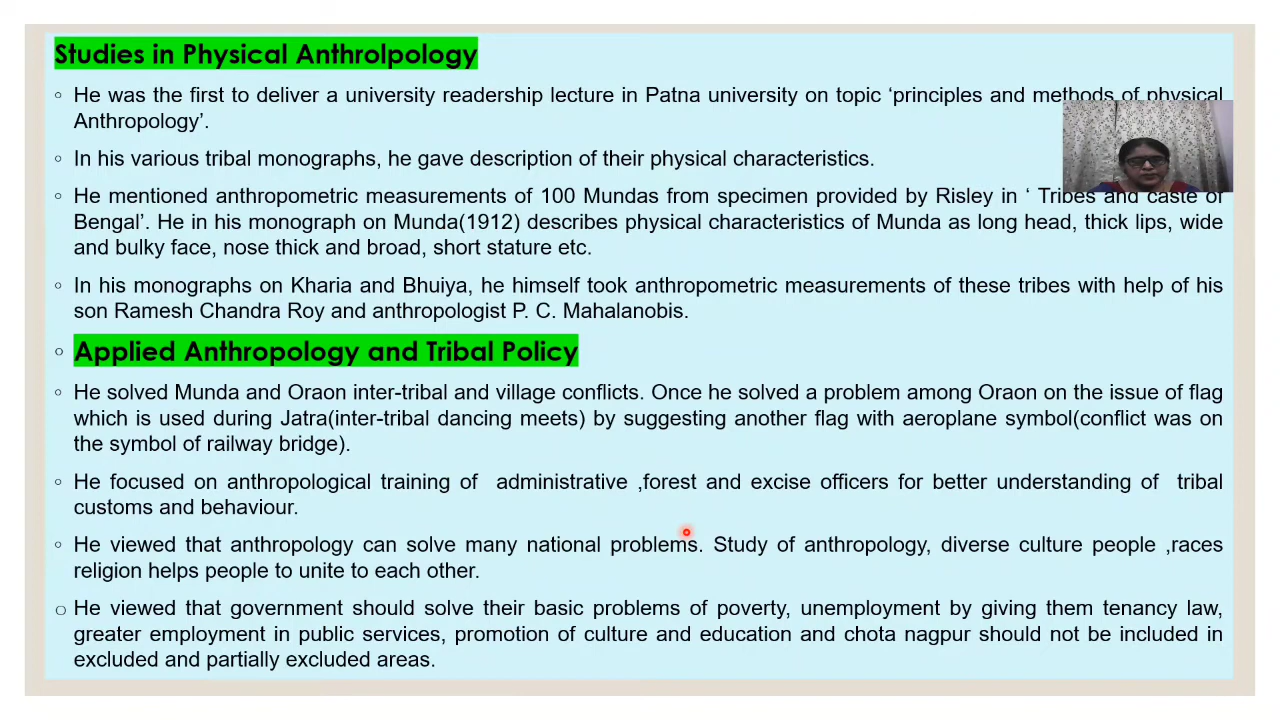 Studies in Physical Anthrolpology
◦ He was the first to deliver a university readership lecture in Patna university on topic ‘principles and methods of physical
Anthropology’.
◦ In his various tribal monographs, he gave description of their physical characteristics.
◦ He mentioned anthropometric measurements of 100 Mundas from specimen provided by Risley in ‘ Tribes and caste of
Bengal’. He in his monograph on Munda(1912) describes physical characteristics of Munda as long head, thick lips, wide
and bulky face, nose thick and broad, short stature etc.
◦ In his monographs on Kharia and Bhuiya, he himself took anthropometric measurements of these tribes with help of his
son Ramesh Chandra Roy and anthropologist P. C. Mahalanobis.
◦ Applied Anthropology and Tribal Policy
◦ He solved Munda and Oraon inter-tribal and village conflicts. Once he solved a problem among Oraon on the issue of flag
which is used during Jatra(inter-tribal dancing meets) by suggesting another flag with aeroplane symbol(conflict was on
the symbol of railway bridge).
◦ He focused on anthropological training of administrative ,forest and excise officers for better understanding of tribal
customs and behaviour.
◦ He viewed that anthropology can solve many national problems. Study of anthropology, diverse culture people ,races
religion helps people to unite to each other.
○ He viewed that government should solve their basic problems of poverty, unemployment by giving them tenancy law,
greater employment in public services, promotion of culture and education and chota nagpur should not be included in
excluded and partially excluded areas.